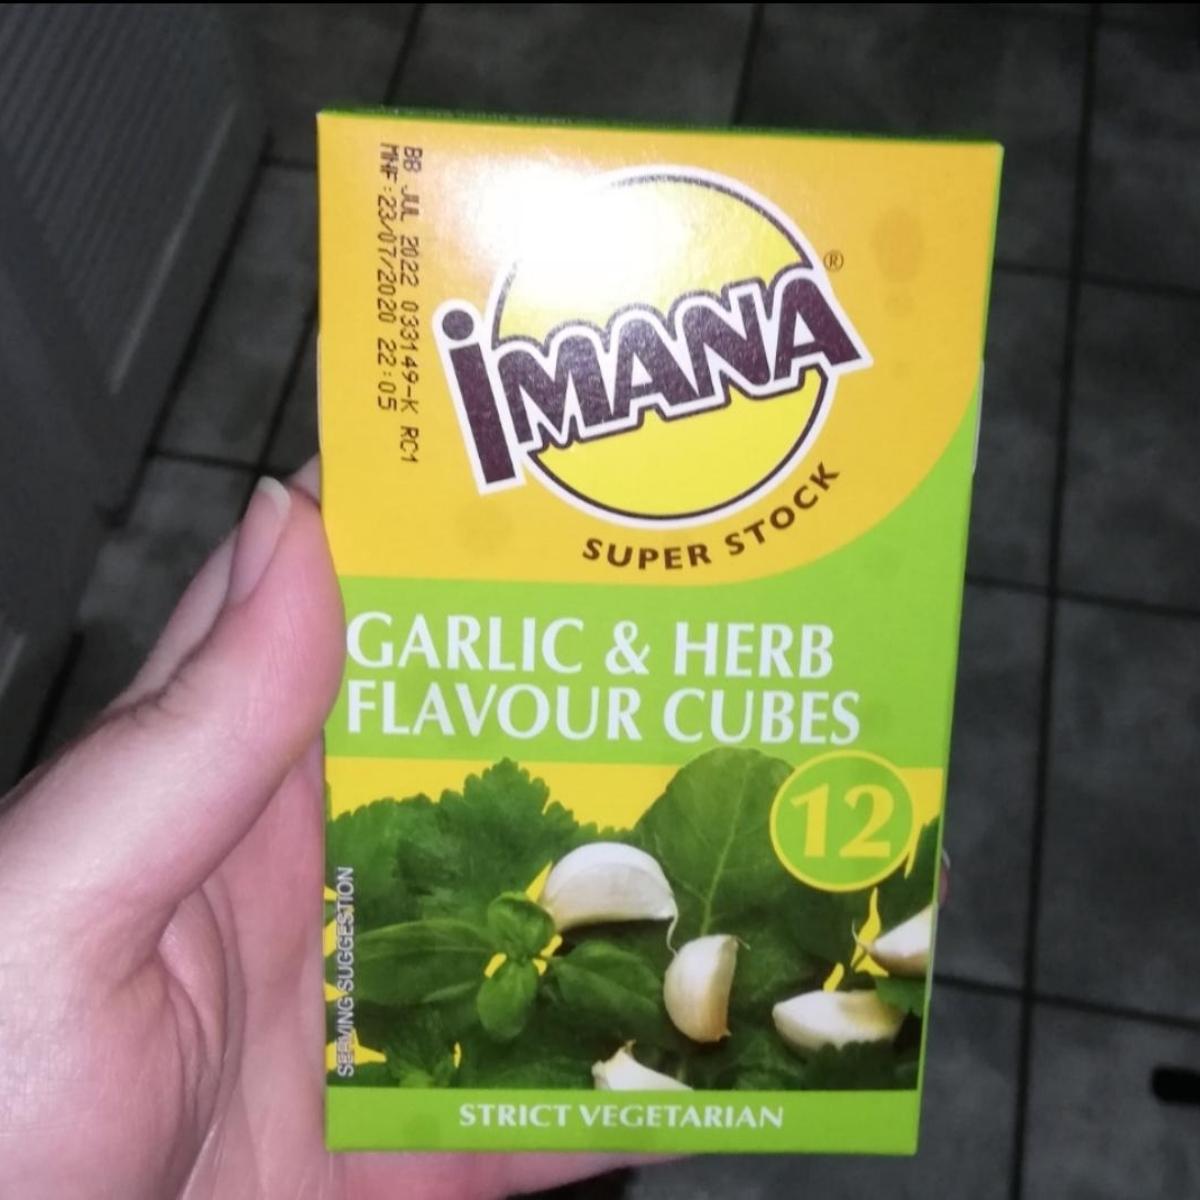 BB JUL 2022 033149-K RC1
MNF:23/07/2020 22:05
iMANA®
SUPER STOCK
GARLIC & HERB
FLAVOUR CUBES
12
SERVING SUGGESTION
STRICT VEGETARIAN